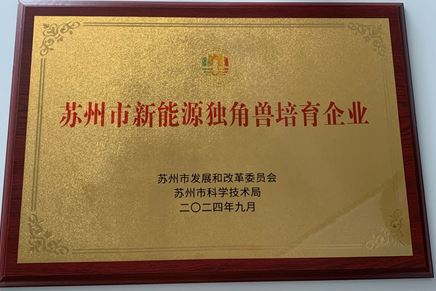 苏州市新能源独角兽培育企业
苏州市发展和改革委员会
苏州市科学技术局
二〇二四年九月